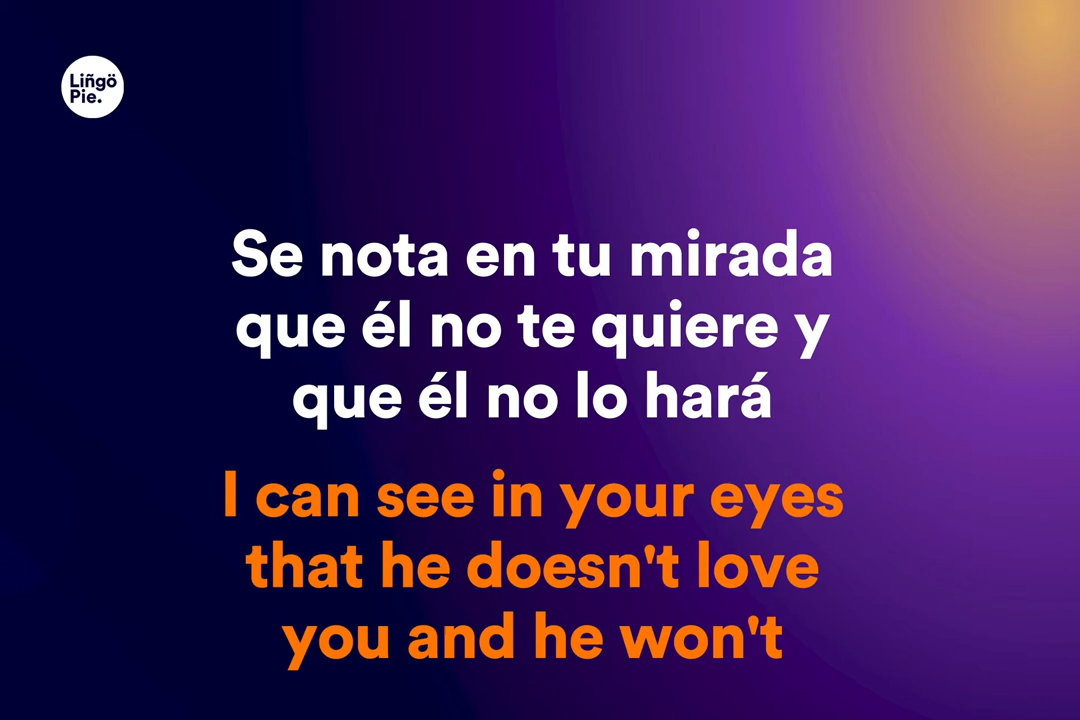 Liñgö
Pie.
Se nota en tu mirada
que él no te quiere y
que él no lo hará
I can see in your eyes
that he doesn't love
you and he won't